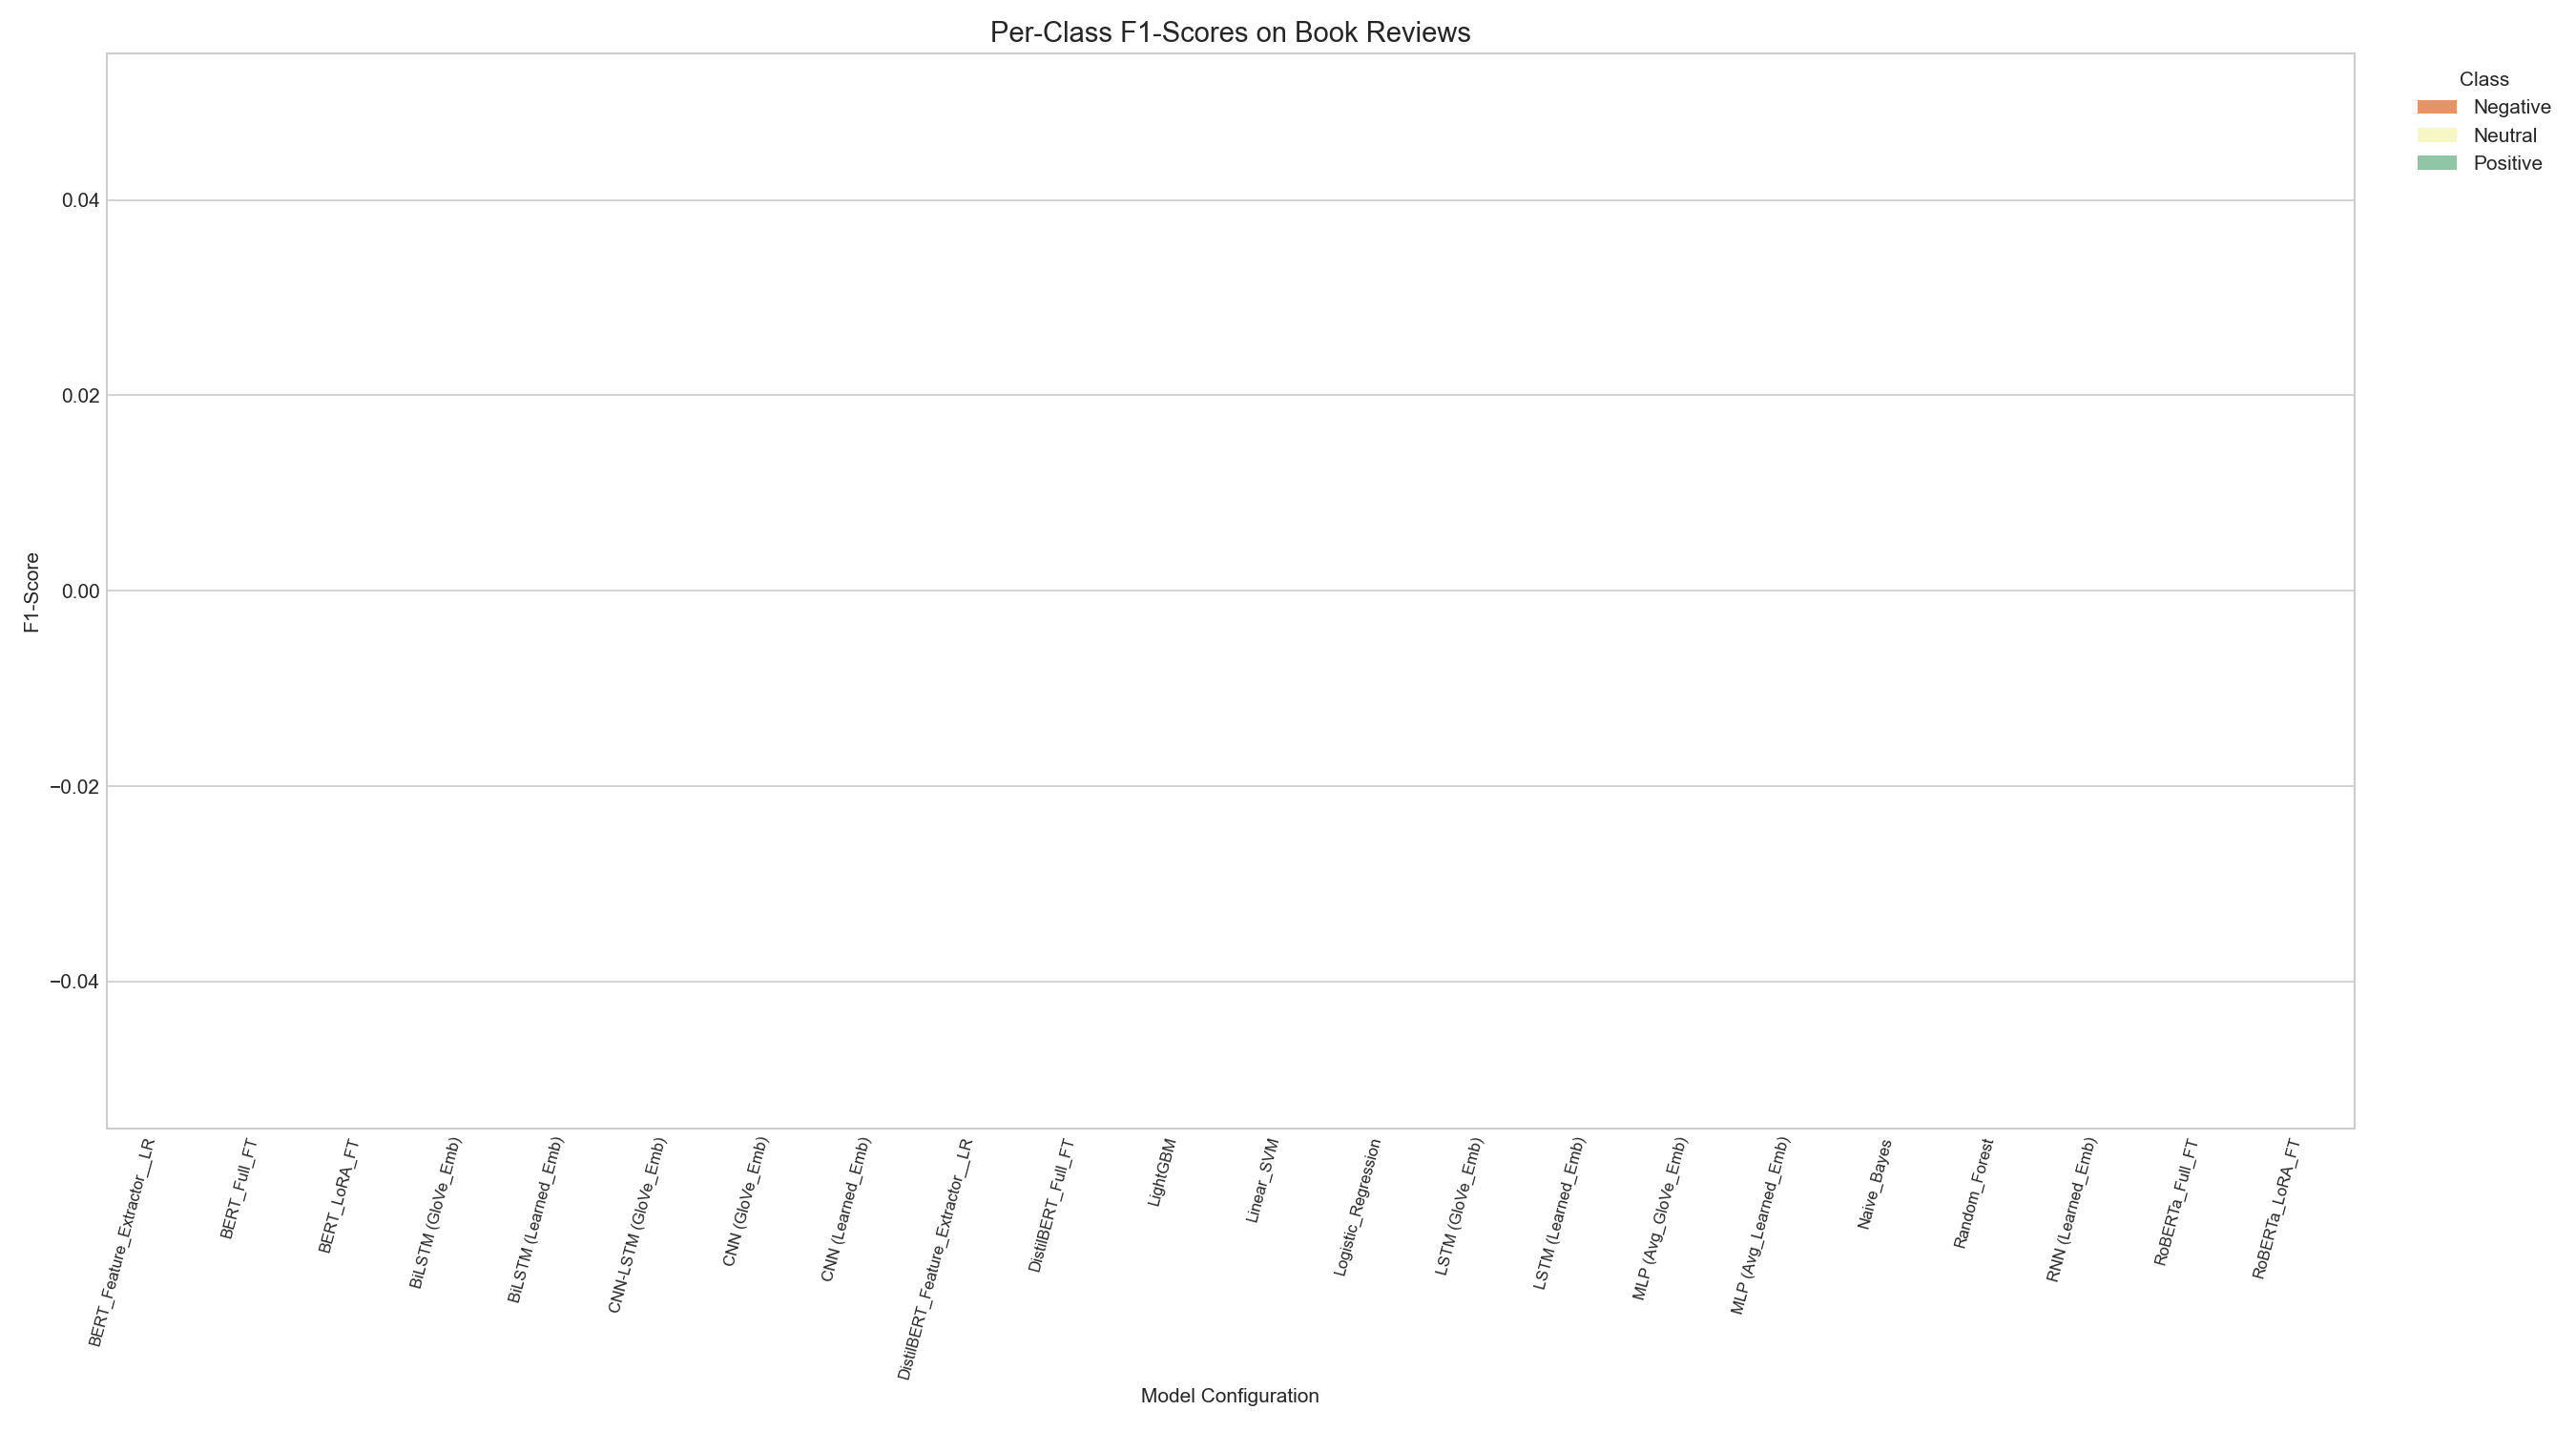 Per-Class F1-Scores on Book Reviews
Class
Negative
Neutral
Positive
F1-Score
0.04
0.02
0.00
−0.02
−0.04
BERT_Feature_Extractor__LR
BERT_Full_FT
BERT_LoRA_FT
BiLSTM (GloVe_Emb)
BiLSTM (Learned_Emb)
CNN-LSTM (GloVe_Emb)
CNN (GloVe_Emb)
CNN (Learned_Emb)
DistilBERT_Feature_Extractor__LR
DistilBERT_Full_FT
LightGBM
Linear_SVM
Logistic_Regression
LSTM (GloVe_Emb)
LSTM (Learned_Emb)
MLP (Avg_GloVe_Emb)
MLP (Avg_Learned_Emb)
Naive_Bayes
Random_Forest
RNN (Learned_Emb)
RoBERTa_Full_FT
RoBERTa_LoRA_FT
Model Configuration